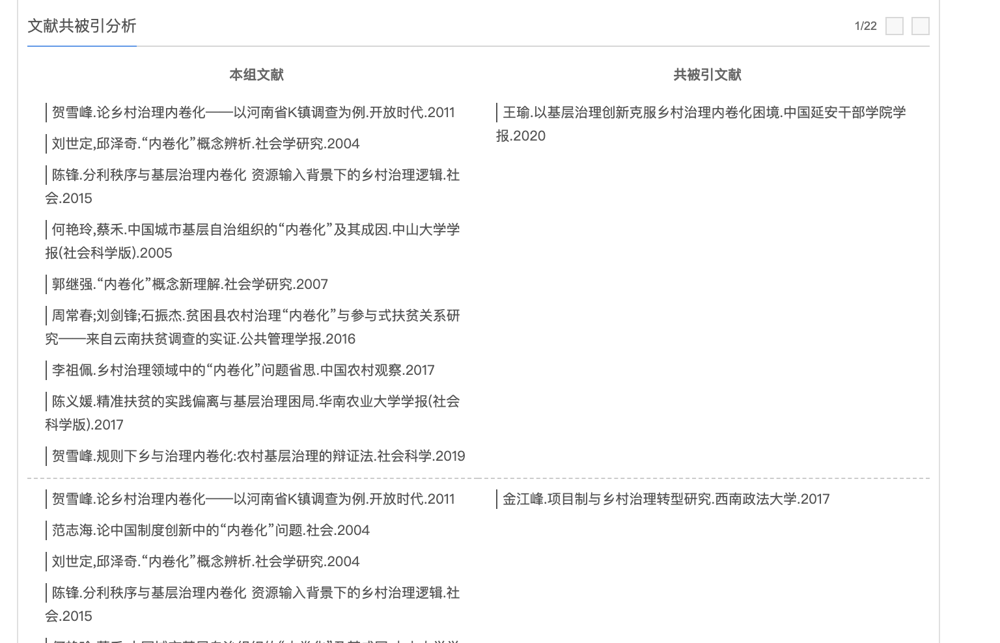 文献共被引分析
1/22
本组文献
共被引文献
贺雪峰.论乡村治理内卷化——以河南省K镇调查为例.开放时代.2011
刘世定,邱泽奇.“内卷化”概念辨析.社会学研究.2004
陈锋.分利秩序与基层治理内卷化 资源输入背景下的乡村治理逻辑.社
会.2015
何艳玲,蔡禾.中国城市基层自治组织的“内卷化”及其成因.中山大学学
报(社会科学版).2005
郭继强.“内卷化”概念新理解.社会学研究.2007
周常春;刘剑锋;石振杰.贫困县农村治理“内卷化”与参与式扶贫关系研
究——来自云南扶贫调查的实证.公共管理学报.2016
李祖佩.乡村治理领域中的“内卷化”问题省思.中国农村观察.2017
陈义媛.精准扶贫的实践偏离与基层治理困局.华南农业大学学报(社会
科学版).2017
贺雪峰.规则下乡与治理内卷化:农村基层治理的辩证法.社会科学.2019
王瑜.以基层治理创新克服乡村治理内卷化困境.中国延安干部学院学
报.2020
贺雪峰.论乡村治理内卷化——以河南省K镇调查为例.开放时代.2011
范志海.论中国制度创新中的“内卷化”问题.社会.2004
刘世定,邱泽奇.“内卷化”概念辨析.社会学研究.2004
陈锋.分利秩序与基层治理内卷化 资源输入背景下的乡村治理逻辑.社
会.2015
金江峰.项目制与乡村治理转型研究.西南政法大学.2017